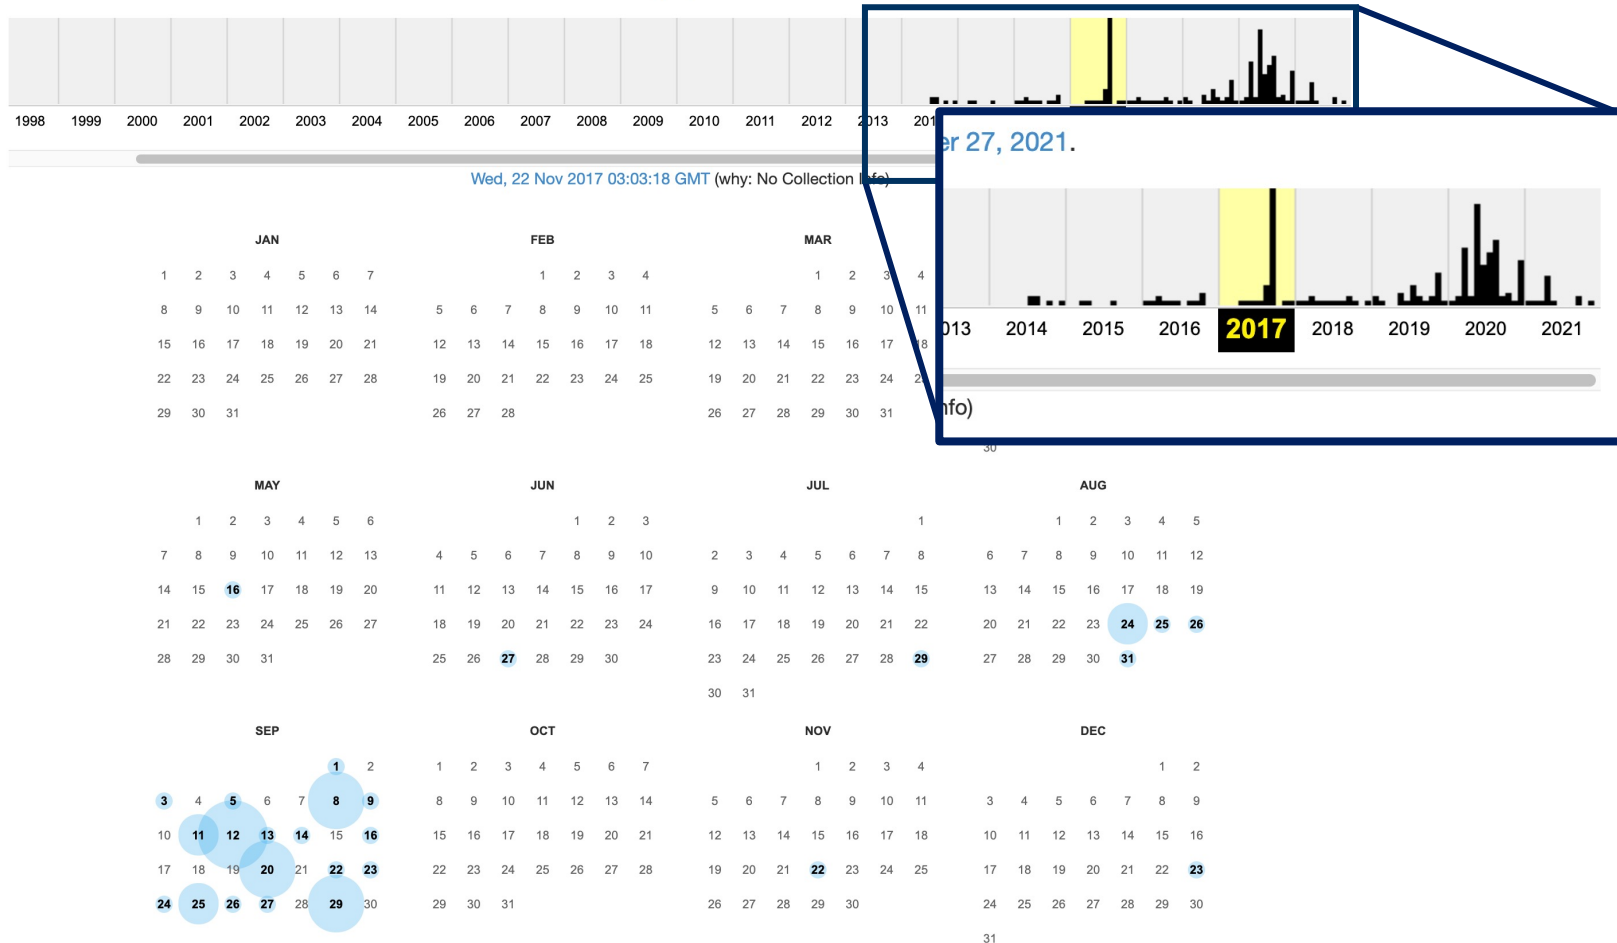 1998 1999 2000 2001 2002 2003 2004 2005 2006 2007 2008 2009 2010 2011 2012 2013 201
er 27, 2021.
013 2014 2015 2016 2017 2018 2019 2020 2021
Wed, 22 Nov 2017 03:03:18 GMT (why: No Collection Info)
nfo)
JAN FEB MAR
1 2 3 4 5 6 7 1 2 3 4 1 2 3 4
8 9 10 11 12 13 14 5 6 7 8 9 10 11 5 6 7 8 9 10 11
15 16 17 18 19 20 21 12 13 14 15 16 17 18 12 13 14 15 16 17 18
22 23 24 25 26 27 28 19 20 21 22 23 24 25 19 20 21 22 23 24 2
29 30 31 26 27 28 26 27 28 29 30 31
30
MAY JUN JUL AUG
1 2 3 4 5 6 1 2 3 1 1 2 3 4 5
7 8 9 10 11 12 13 4 5 6 7 8 9 10 2 3 4 5 6 7 8 6 7 8 9 10 11 12
14 15 16 17 18 19 20 11 12 13 14 15 16 17 9 10 11 12 13 14 15 13 14 15 16 17 18 19
21 22 23 24 25 26 27 18 19 20 21 22 23 24 16 17 18 19 20 21 22 20 21 22 23 24 25 26
28 29 30 31 25 26 27 28 29 30 23 24 25 26 27 28 29 27 28 29 30 31
30 31
SEP OCT NOV DEC
1 2 1 2 3 4 5 6 7 1 2 3 4 1 2
3 4 5 6 7 8 9 8 9 10 11 12 13 14 5 6 7 8 9 10 11 3 4 5 6 7 8 9
10 11 12 13 14 15 16 15 16 17 18 19 20 21 12 13 14 15 16 17 18 10 11 12 13 14 15 16
17 18 19 20 21 22 23 22 23 24 25 26 27 28 19 20 21 22 23 24 25 17 18 19 20 21 22 23
24 25 26 27 28 29 30 29 30 31 26 27 28 29 30 24 25 26 27 28 29 30
31